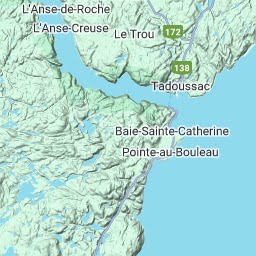 L'Anse-de-Roche
L'Anse-Creuse
Le Trou
172
138
Tadoussac
Baie-Sainte-Catherine
Pointe-au-Bouleau